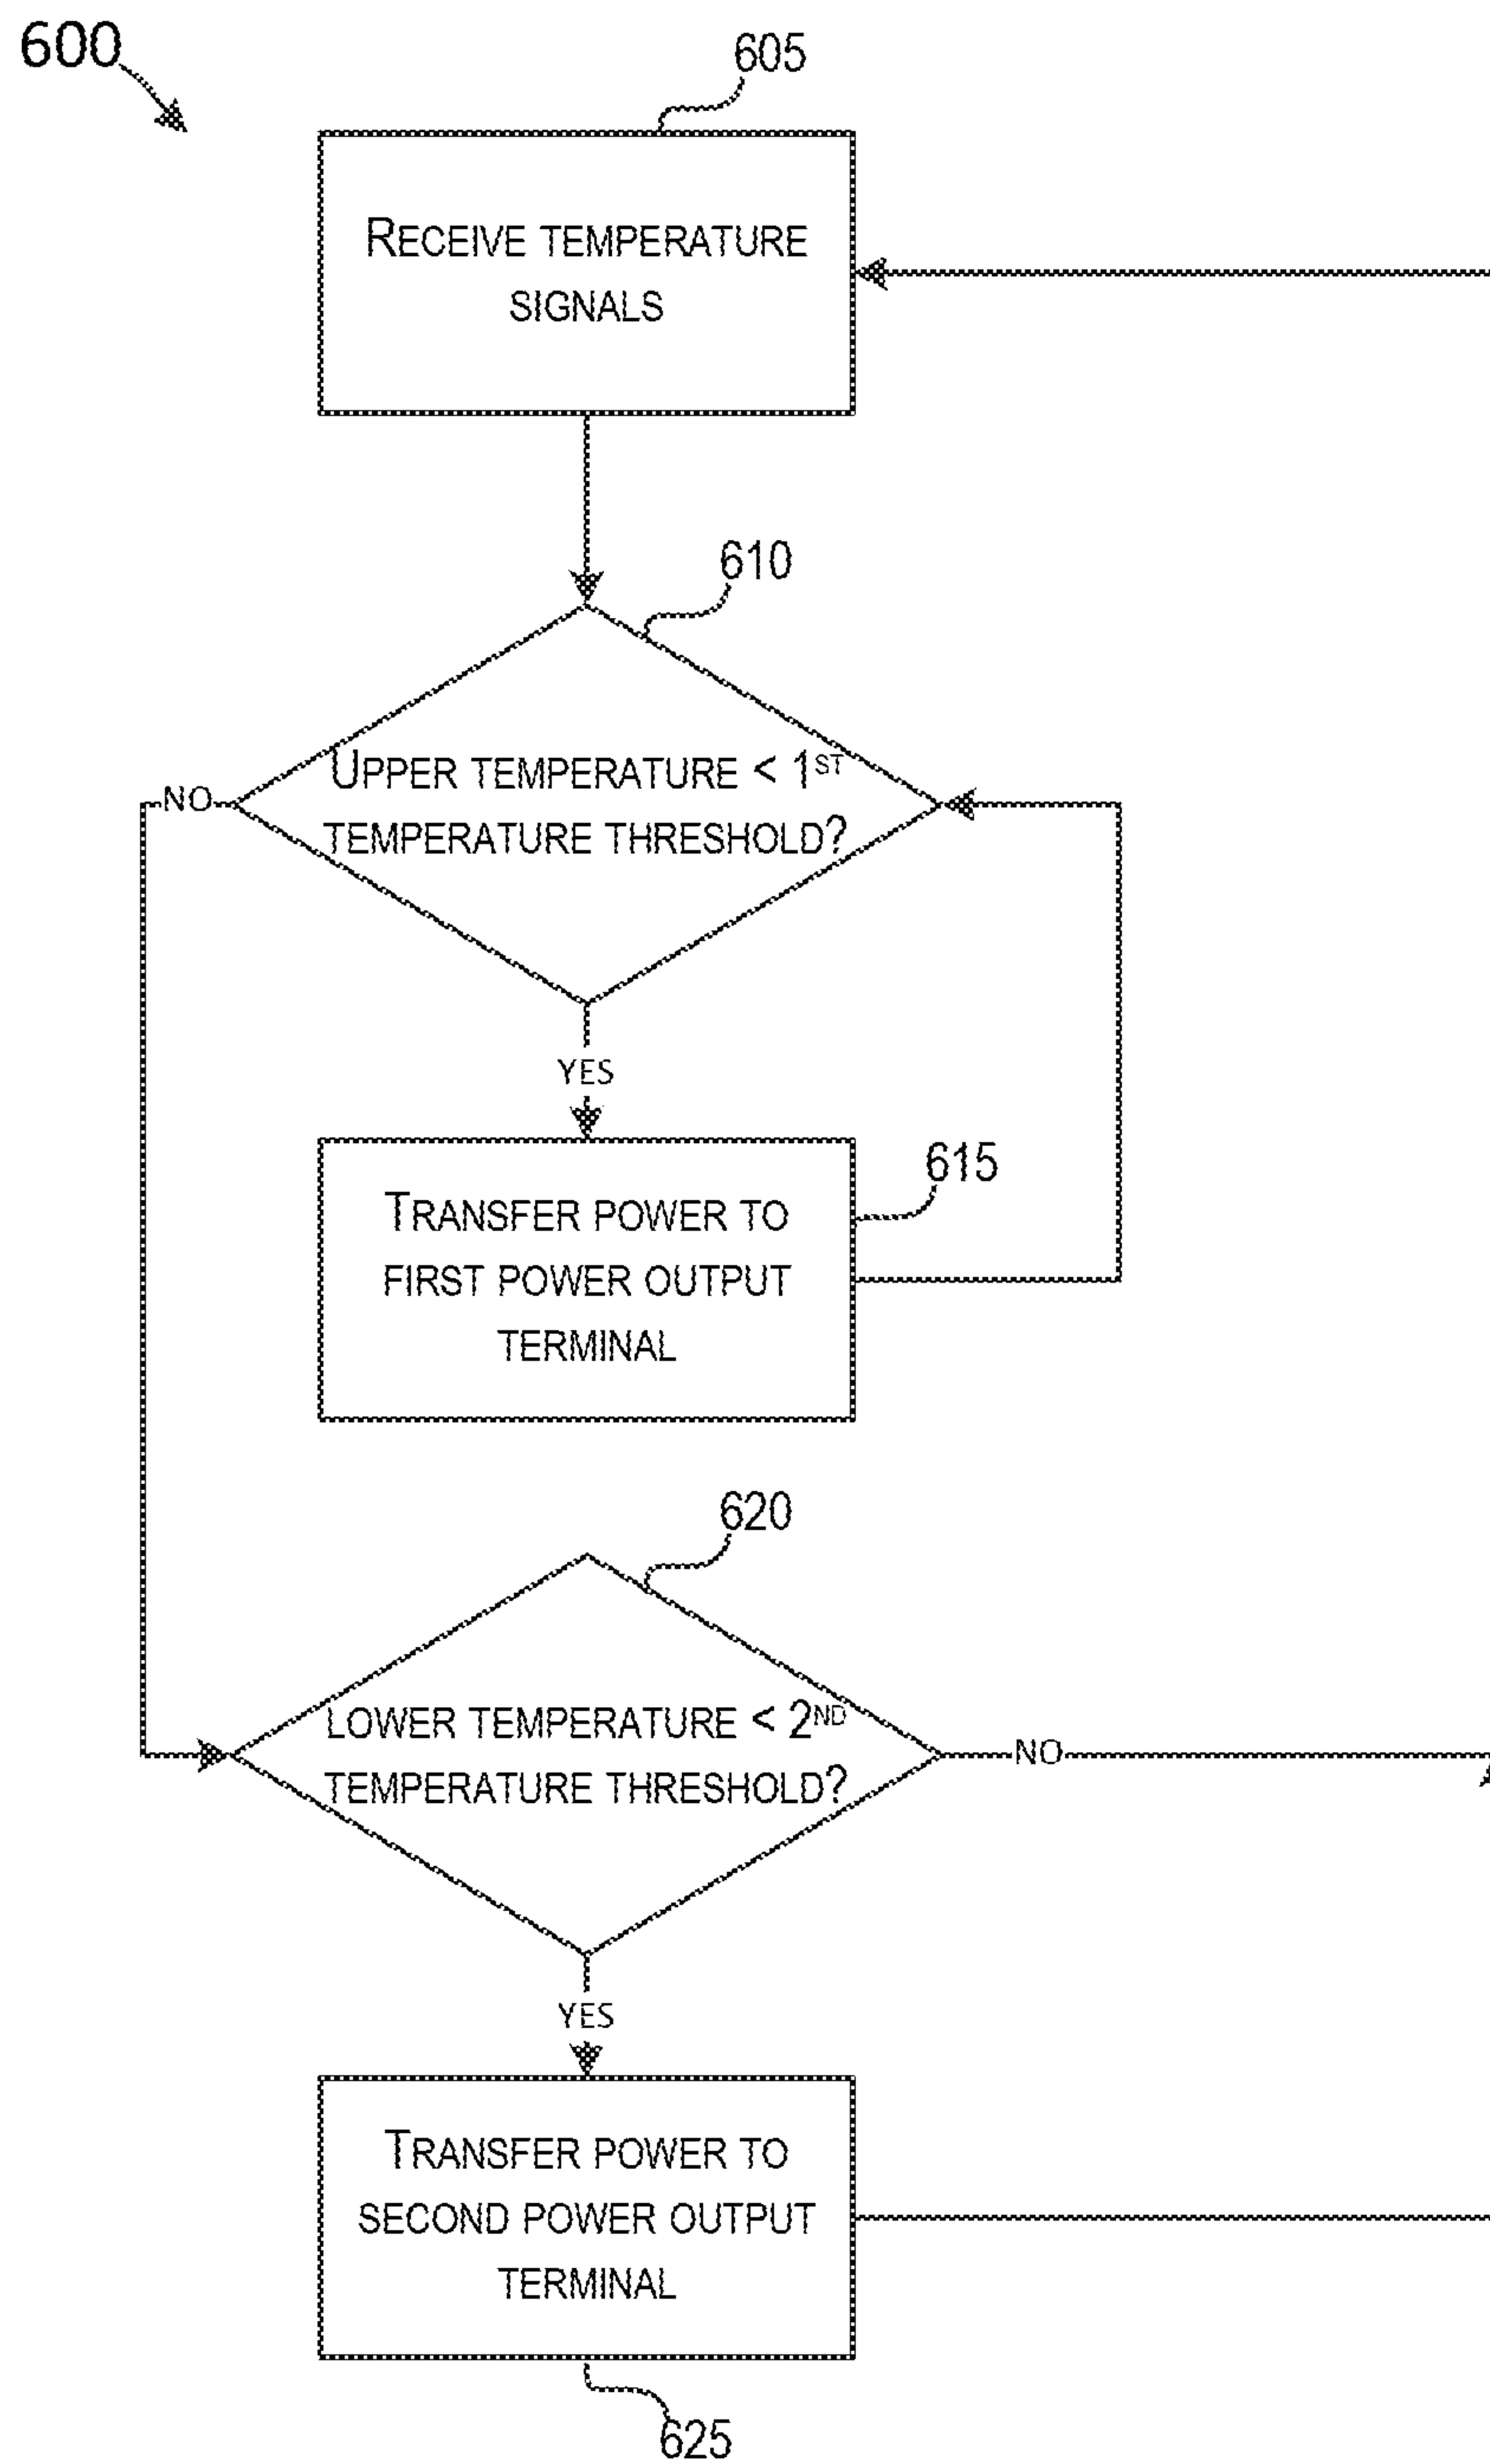 600
605
RECEIVE TEMPERATURE
SIGNALS
610
UPPER TEMPERATURE < 1ST
TEMPERATURE THRESHOLD?
NO
YES
615
TRANSFER POWER TO
FIRST POWER OUTPUT
TERMINAL
620
LOWER TEMPERATURE < 2ND
TEMPERATURE THRESHOLD?
NO
YES
TRANSFER POWER TO
SECOND POWER OUTPUT
TERMINAL
625